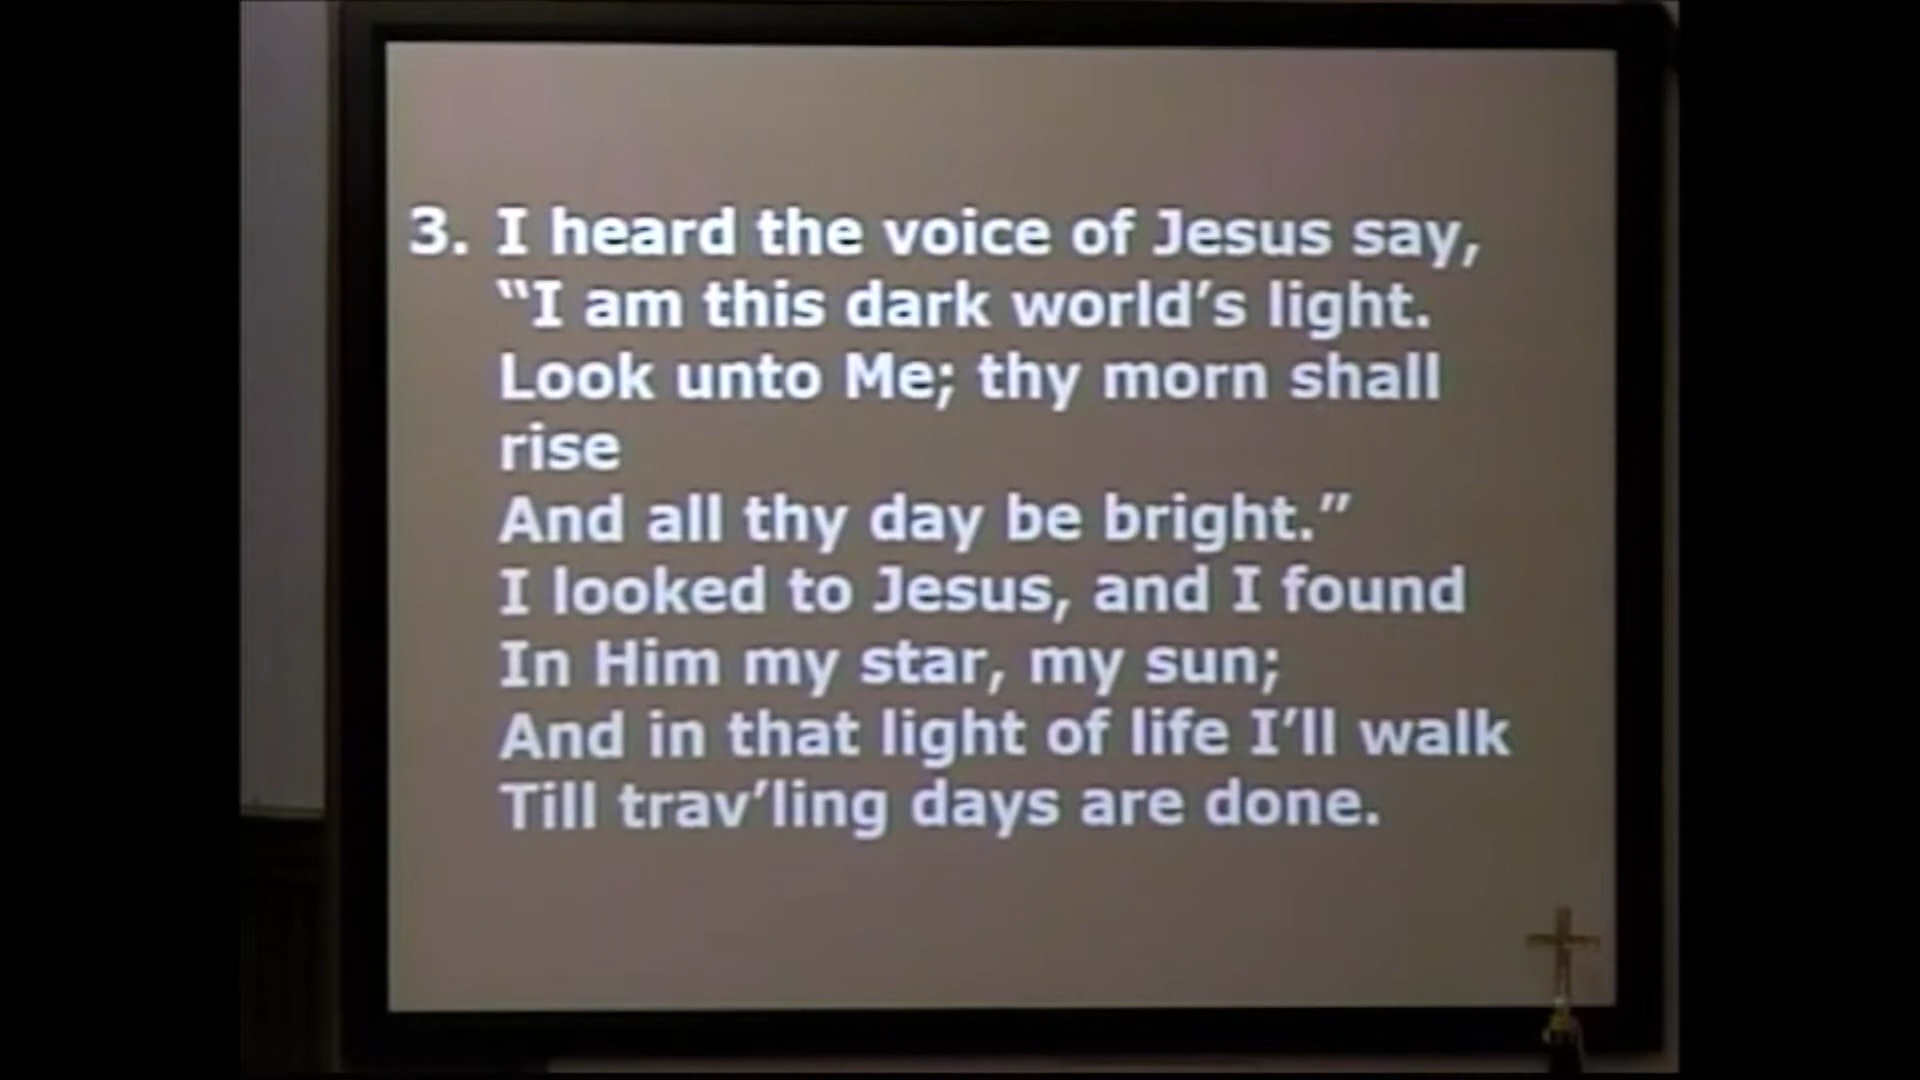 3. I heard the voice of Jesus say,
“I am this dark world’s light.
Look unto Me; thy morn shall
rise
And all thy day be bright.”
I looked to Jesus, and I found
In Him my star, my sun;
And in that light of life I’ll walk
Till trav’ling days are done.